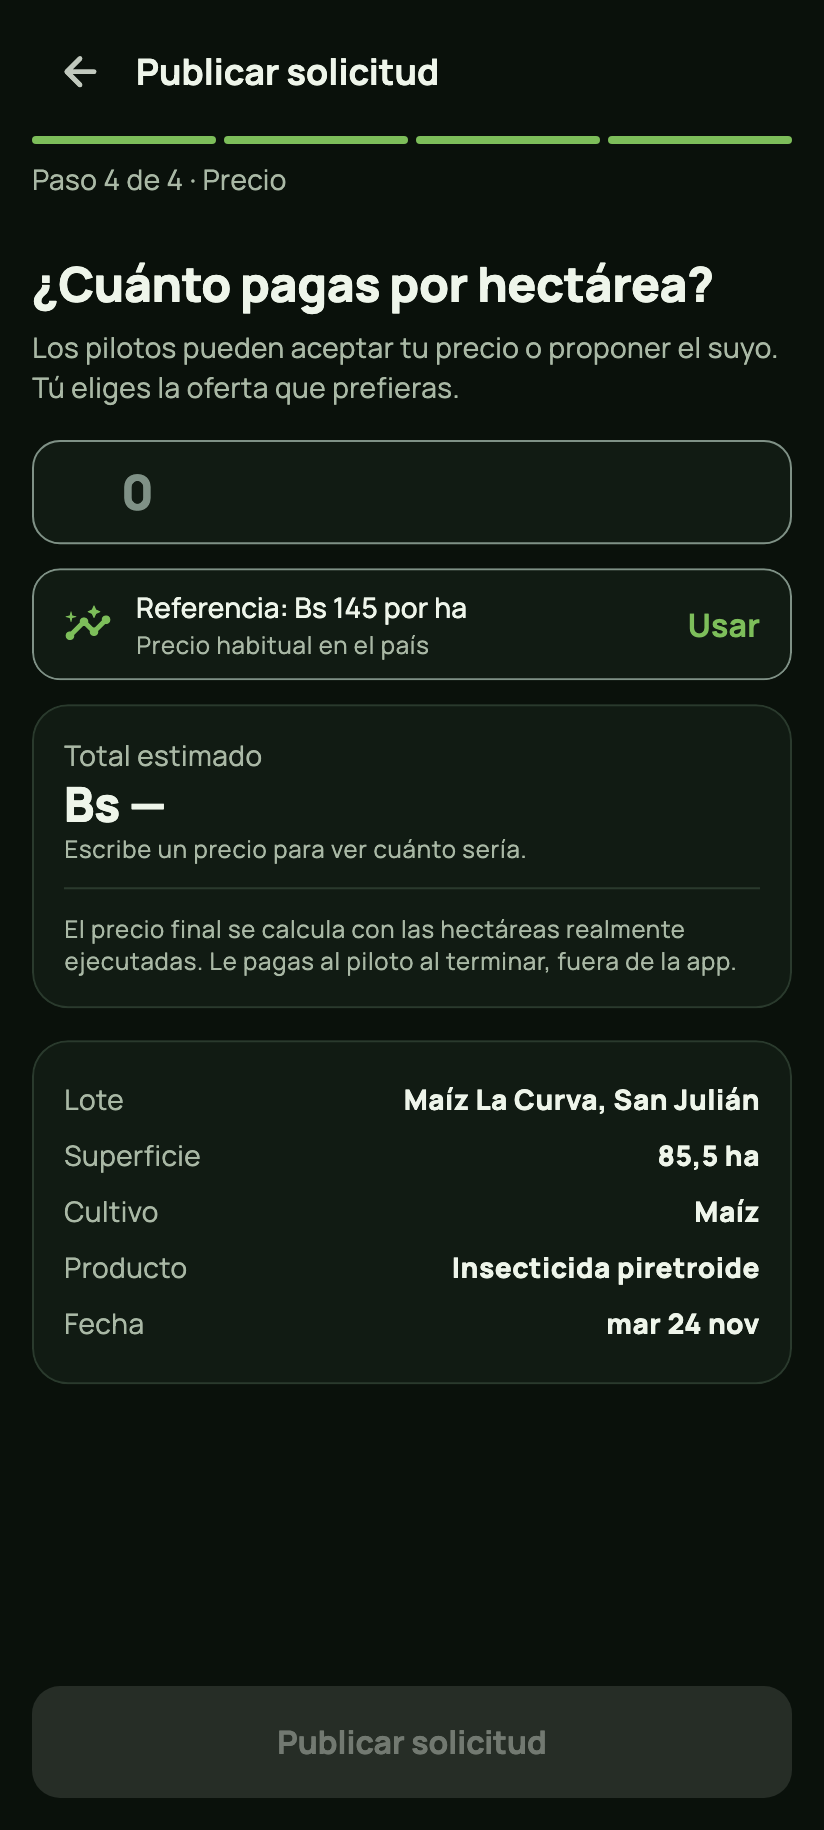 Publicar solicitud
Paso 4 de 4 · Precio
¿Cuánto pagas por hectárea?
Los pilotos pueden aceptar tu precio o proponer el suyo.
Tú eliges la oferta que prefieras.
0
Referencia: Bs 145 por ha
Precio habitual en el país
Usar
Total estimado
Bs —
Escribe un precio para ver cuánto sería.
El precio final se calcula con las hectáreas realmente
ejecutadas. Le pagas al piloto al terminar, fuera de la app.
Lote Maíz La Curva, San Julián
Superficie 85,5 ha
Cultivo Maíz
Producto Insecticida piretroide
Fecha mar 24 nov
Publicar solicitud